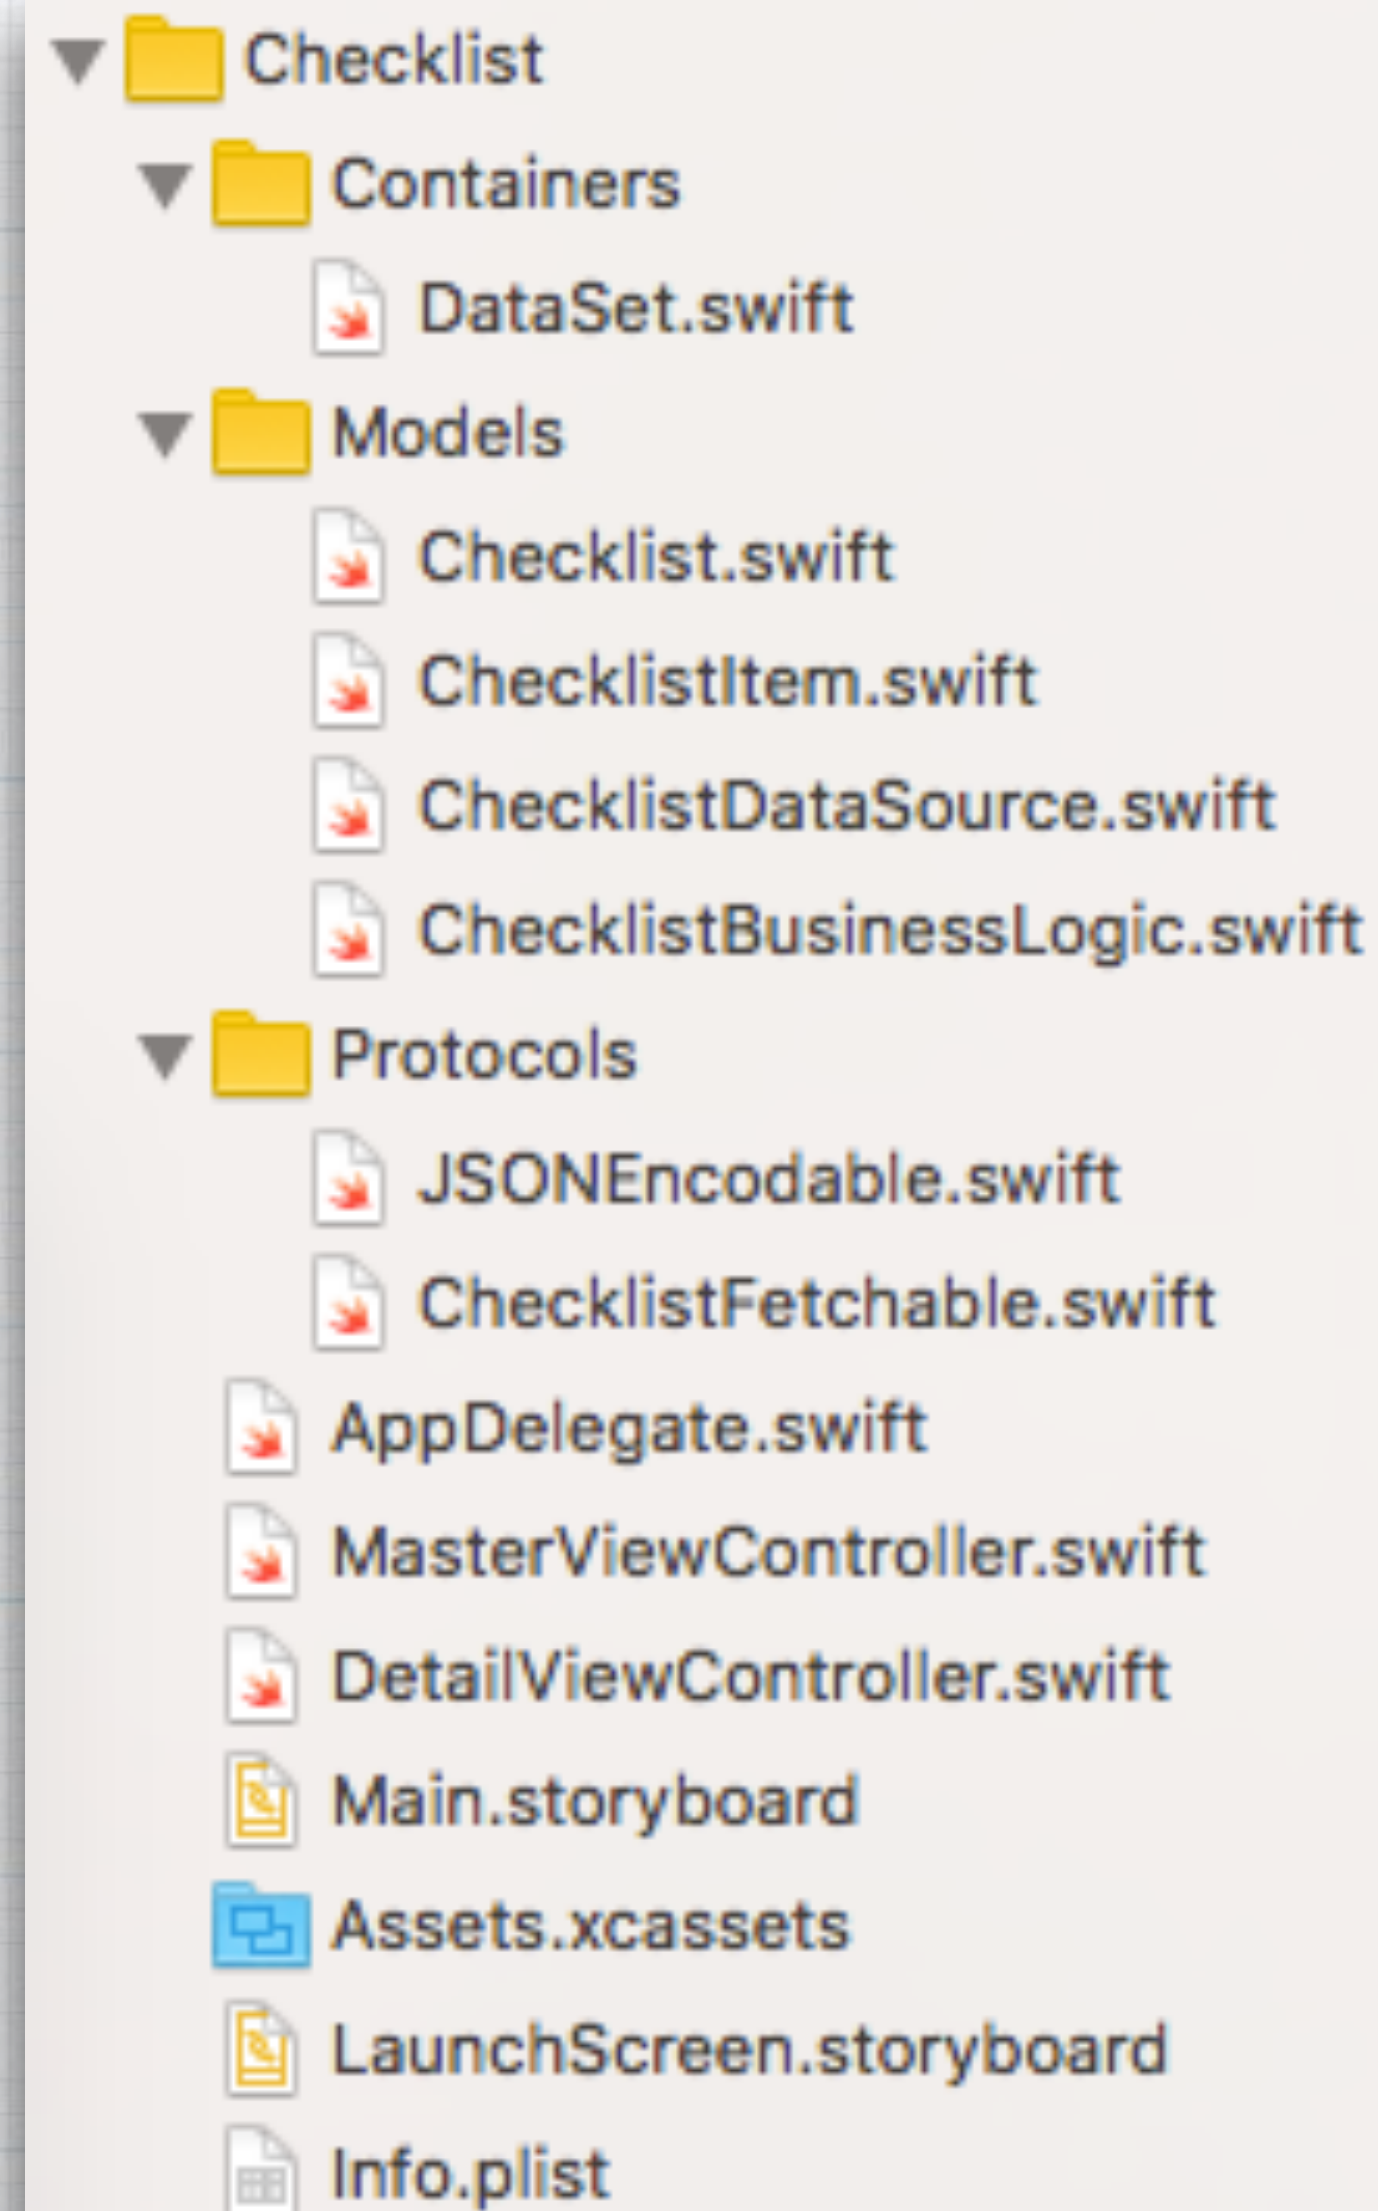 Checklist
Containers
DataSet.swift
Models
Checklist.swift
ChecklistItem.swift
ChecklistDataSource.swift
ChecklistBusinessLogic.swift
Protocols
JSONEncodable.swift
ChecklistFetchable.swift
AppDelegate.swift
MasterViewController.swift
DetailViewController.swift
Main.storyboard
Assets.xcassets
LaunchScreen.storyboard
Info.plist